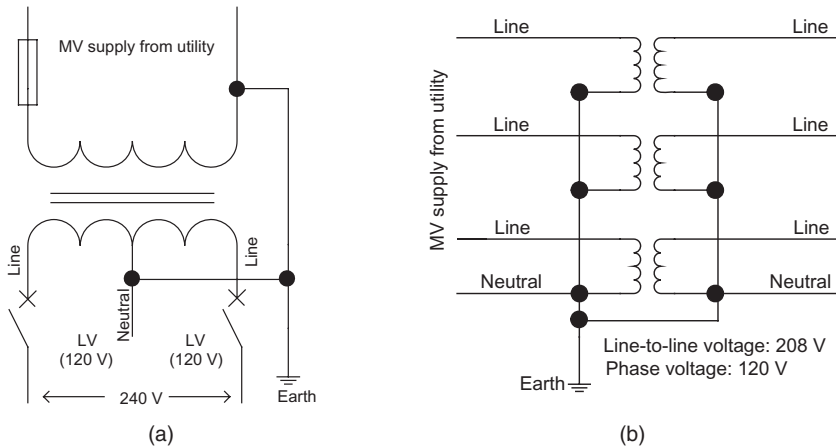 MV supply from utility
Line
Line
Neutral
LV
(120 V)
LV
(120 V)
240 V
Earth
(a)
Line
Line
MV supply from utility
Line
Line
Line
Line
Neutral
Neutral
Line-to-line voltage: 208 V
Phase voltage: 120 V
Earth
(b)